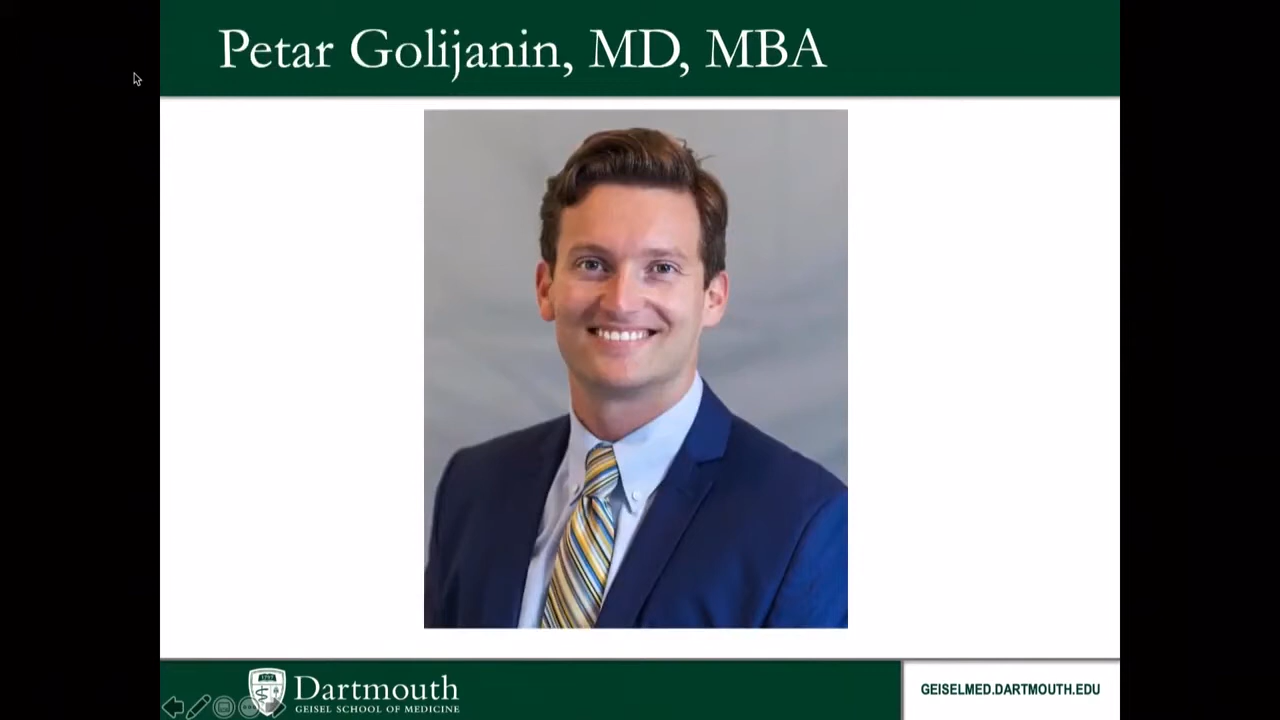 Petar Golijanin, MD, MBA
Dartmouth
GEISEL SCHOOL OF MEDICINE
GEISELMED.DARTMOUTH.EDU